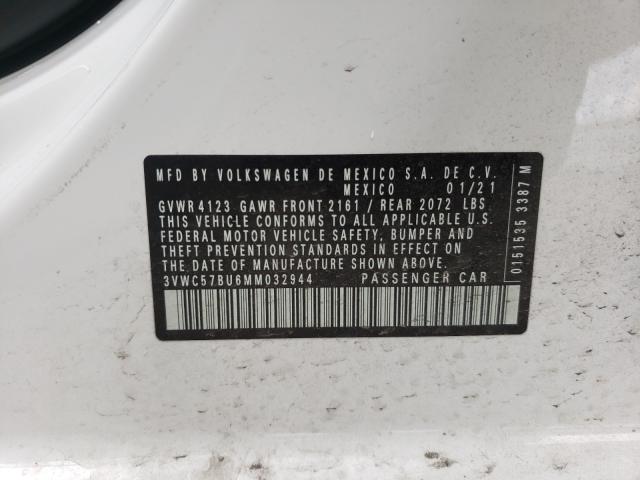 MFD BY VOLKSWAGEN DE MEXICO S.A. DE C.V.
MEXICO 01/21
GVWR 4123 GAWR FRONT 2161 / REAR 2072 LBS
THIS VEHICLE CONFORMS TO ALL APPLICABLE U.S.
FEDERAL MOTOR VEHICLE SAFETY, BUMPER AND
THEFT PREVENTION STANDARDS IN EFFECT ON
THE DATE OF MANUFACTURE SHOWN ABOVE.
3VWC57BU6MM032944 PASSENGER CAR
0151535 3387 M